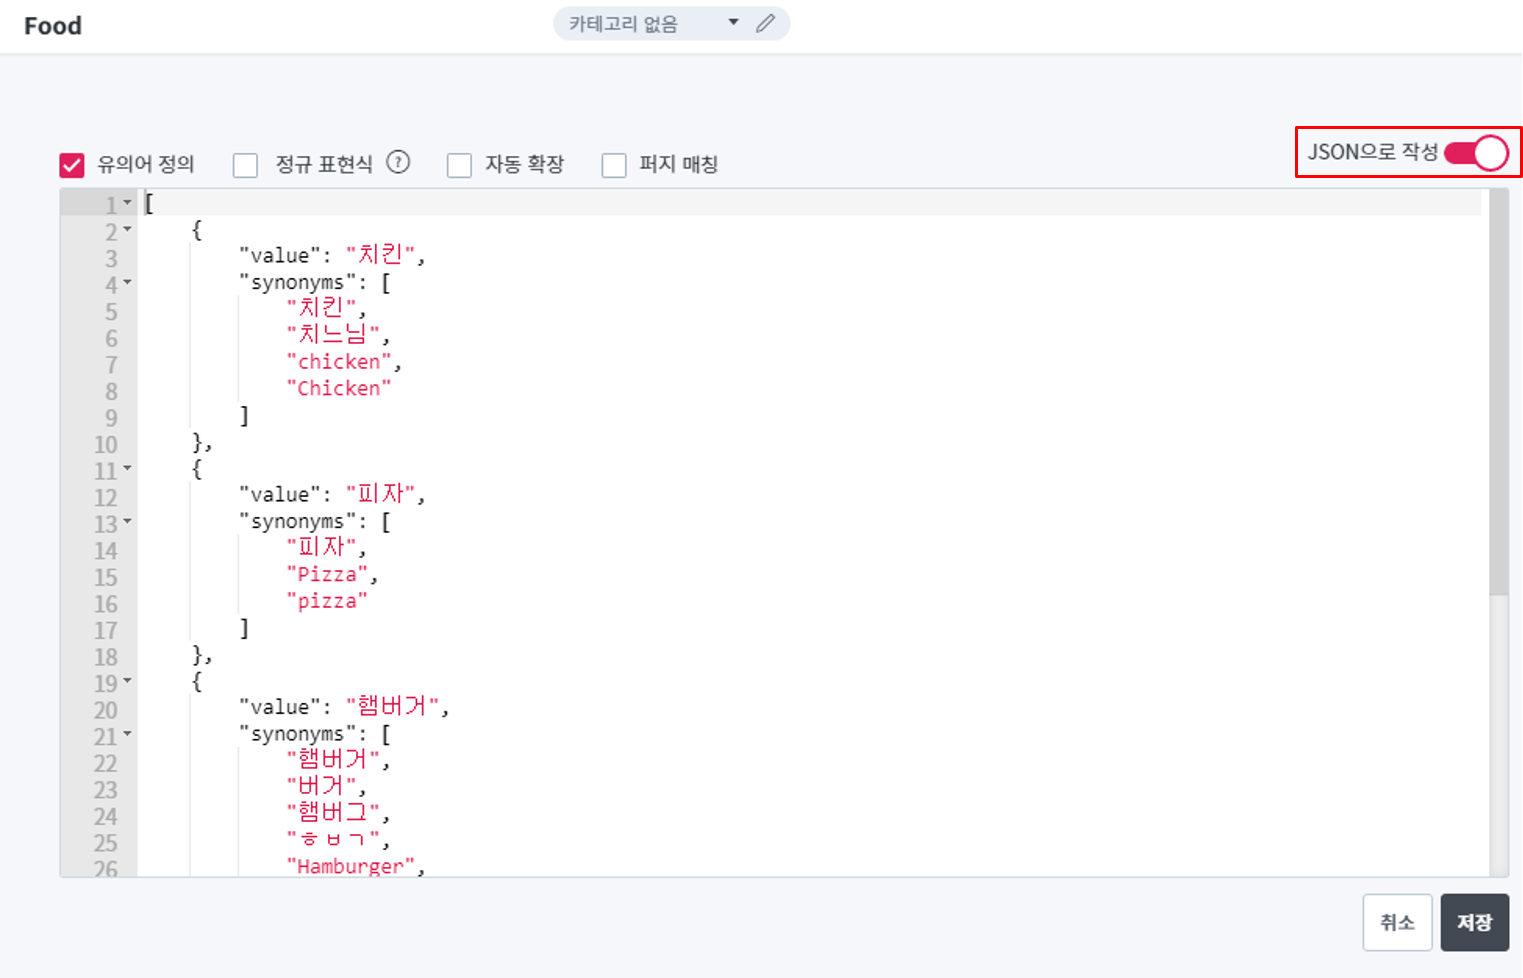 Food
카테고리 없음
JSON으로 작성
유의어 정의
정규 표현식 ?
자동 확장
퍼지 매칭
1 [
2 {
3 "value": "치킨",
4 "synonyms": [
5 "치킨",
6 "치느님",
7 "chicken",
8 "Chicken"
9 ]
10 },
11 {
12 "value": "피자",
13 "synonyms": [
14 "피자",
15 "Pizza",
16 "pizza"
17 ]
18 },
19 {
20 "value": "햄버거",
21 "synonyms": [
22 "햄버거",
23 "버거",
24 "햄버그",
25 "ㅎㅂㄱ",
26 "Hamburger",
취소
저장